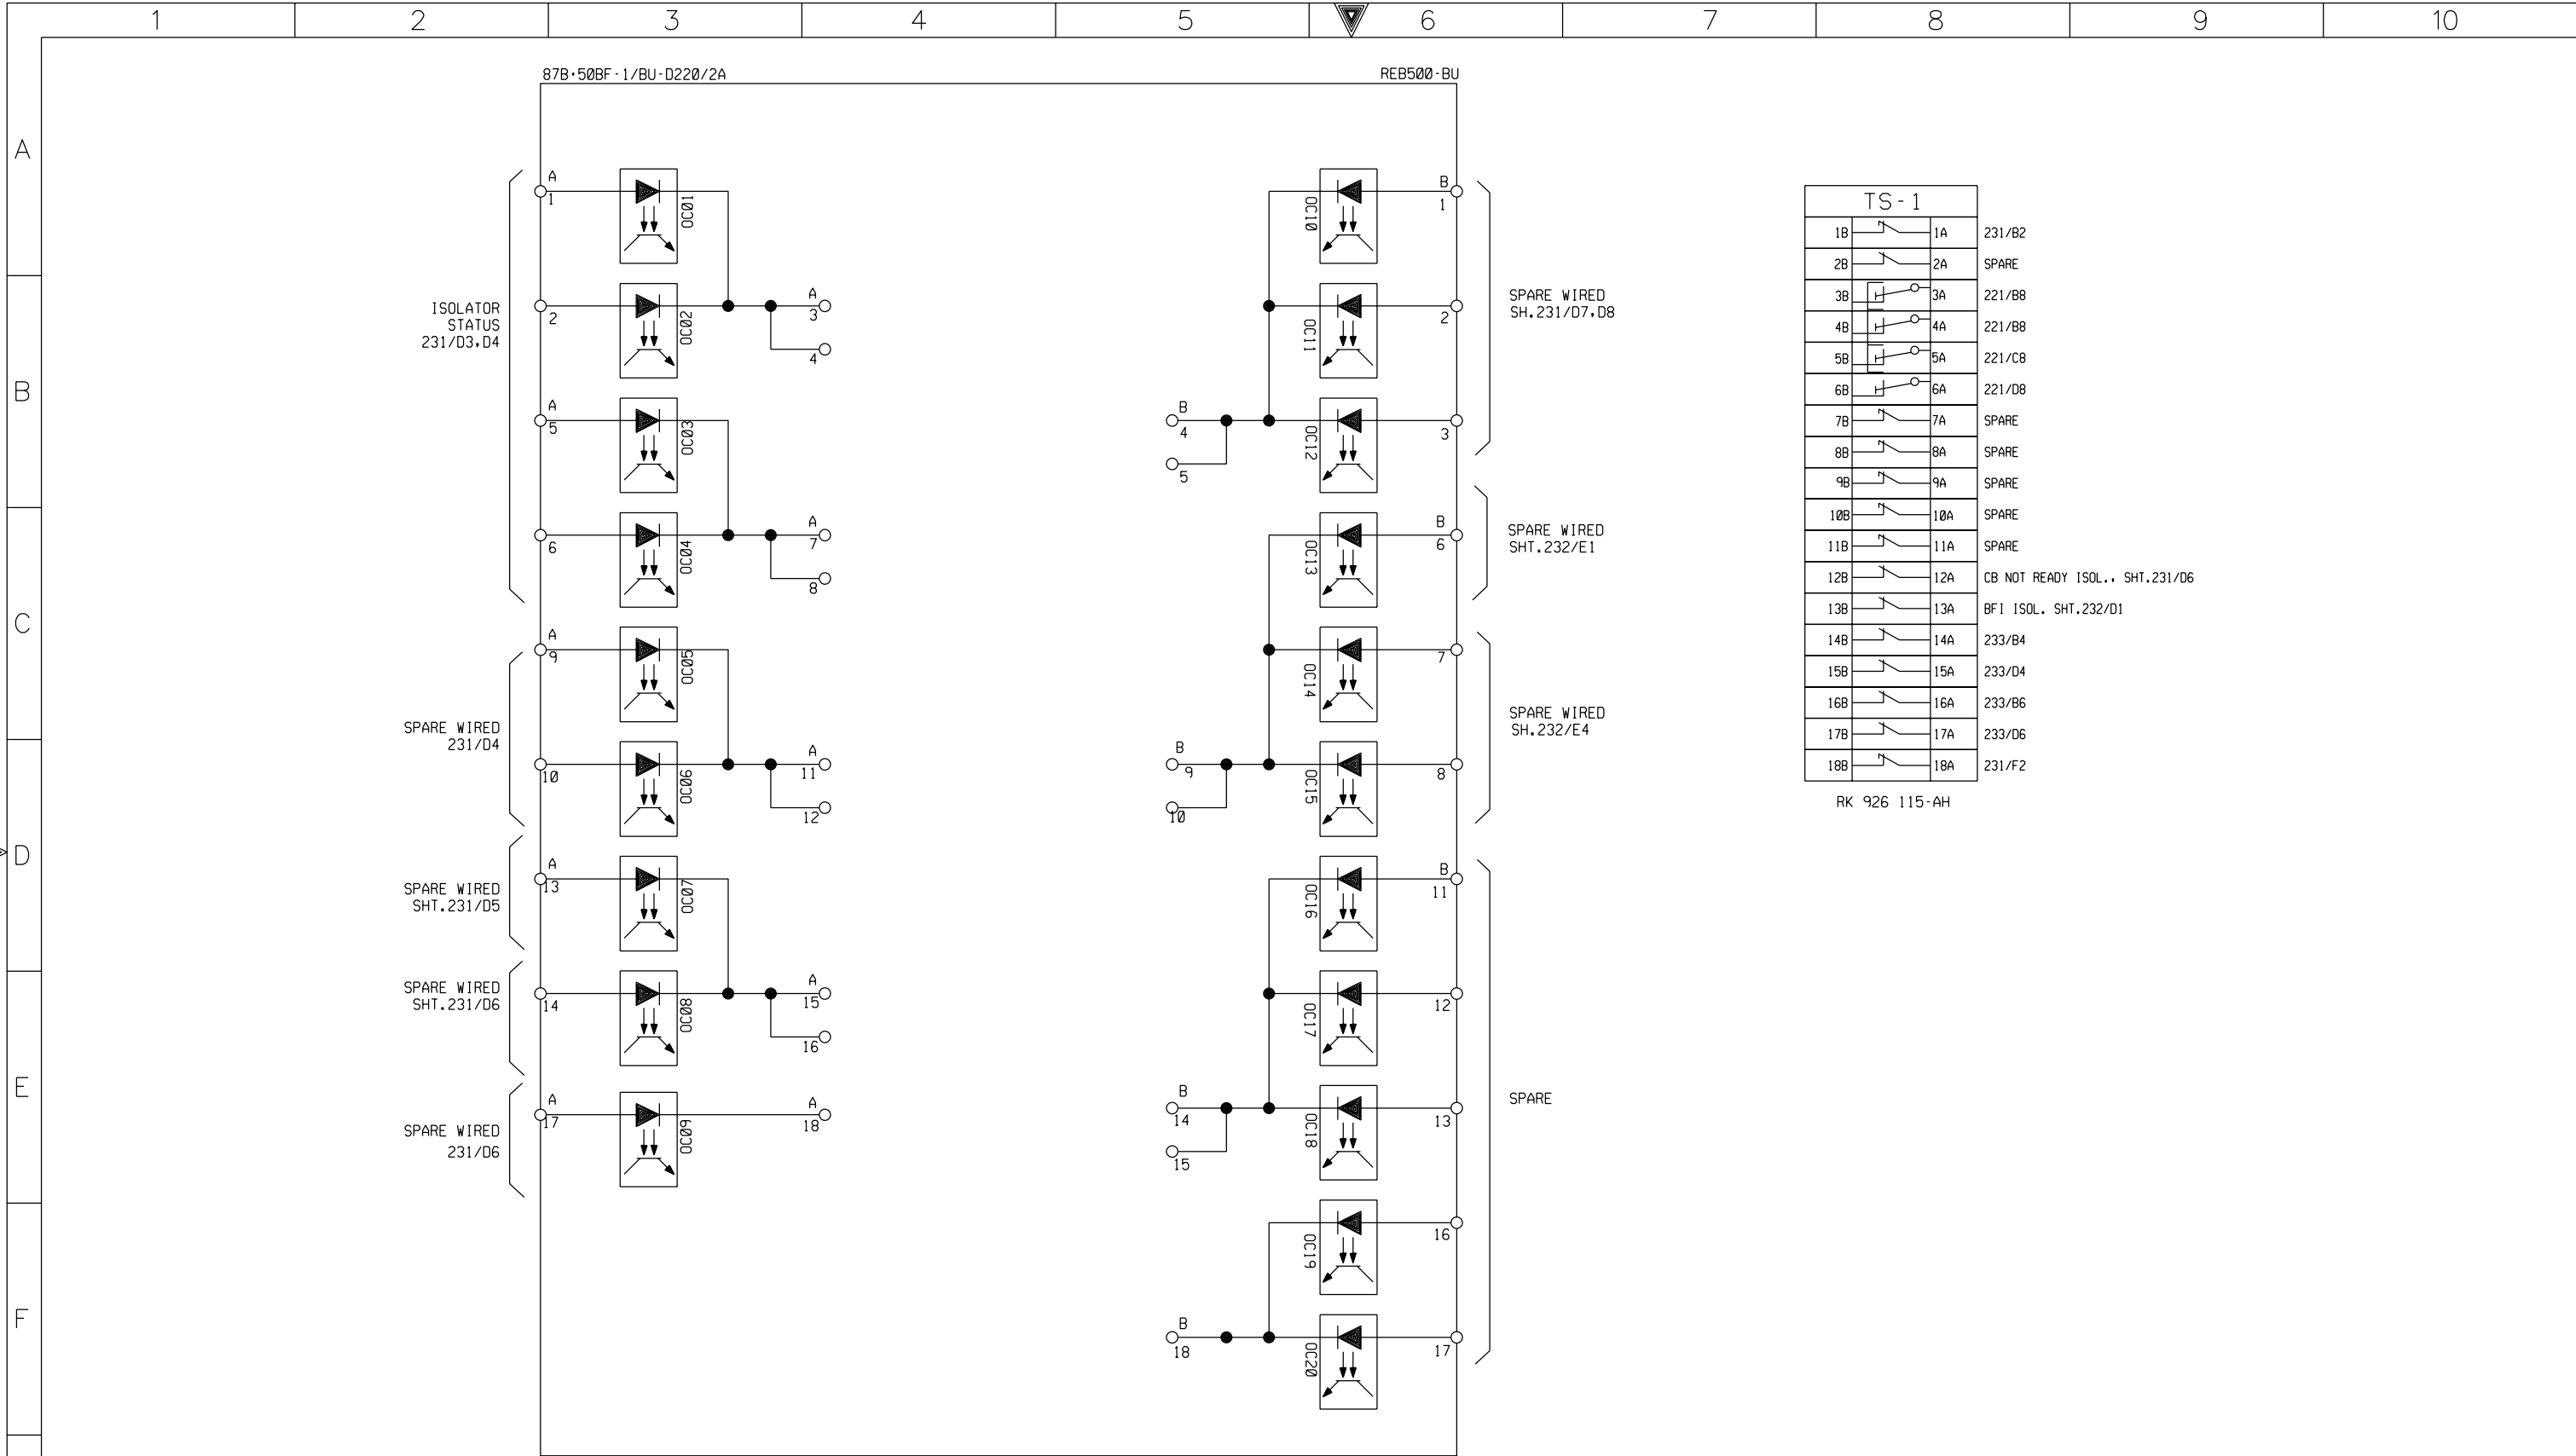 1 2 3 4 5 6 7 8 9 10
87B+50BF-1/BU-D220/2A REB500-BU
A
B
C
D
E
F
ISOLATOR
STATUS
231/D3,D4
SPARE WIRED
231/D4
SPARE WIRED
SHT.231/D5
SPARE WIRED
SHT.231/D6
SPARE WIRED
231/D6
A
1
OC01
2
OC02
A
3
4
A
5
OC03
6
OC04
A
7
8
A
9
OC05
10
OC06
A
11
12
A
13
OC07
14
OC08
A
15
16
A
17
OC09
A
18
OC10
B
1
OC11
2
B
4
5
OC12
3
OC13
B
6
OC14
7
B
9
10
OC15
8
OC16
B
11
OC17
12
B
14
15
OC18
13
OC19
16
B
18
OC20
17
SPARE WIRED
SH.231/D7,D8
SPARE WIRED
SHT.232/E1
SPARE WIRED
SH.232/E4
SPARE
TS-1
1B 1A 231/B2
2B 2A SPARE
3B 3A 221/B8
4B 4A 221/B8
5B 5A 221/C8
6B 6A 221/D8
7B 7A SPARE
8B 8A SPARE
9B 9A SPARE
10B 10A SPARE
11B 11A SPARE
12B 12A CB NOT READY ISOL., SHT.231/D6
13B 13A BFI ISOL. SHT.232/D1
14B 14A 233/B4
15B 15A 233/D4
16B 16A 233/B6
17B 17A 233/D6
18B 18A 231/F2
RK 926 115-AH